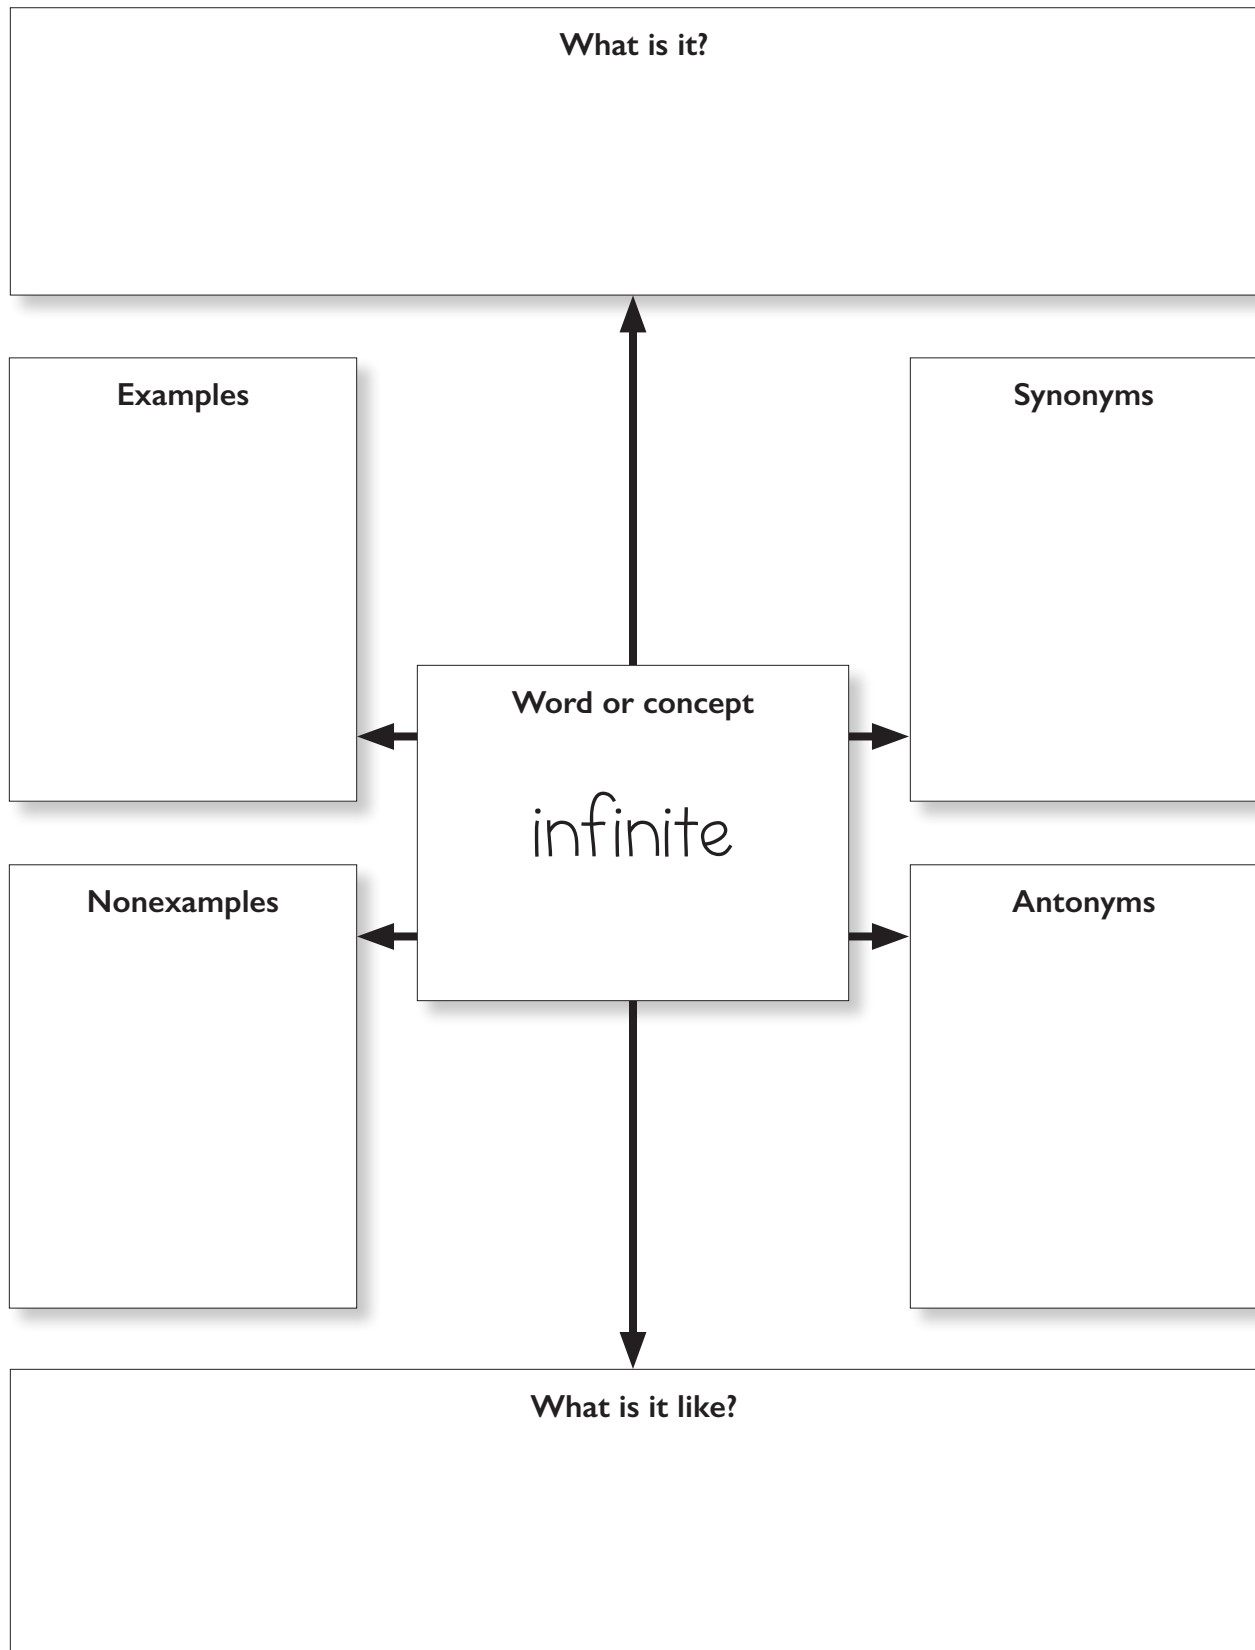 What is it?
Examples
Synonyms
Word or concept
infinite
Nonexamples
Antonyms
What is it like?